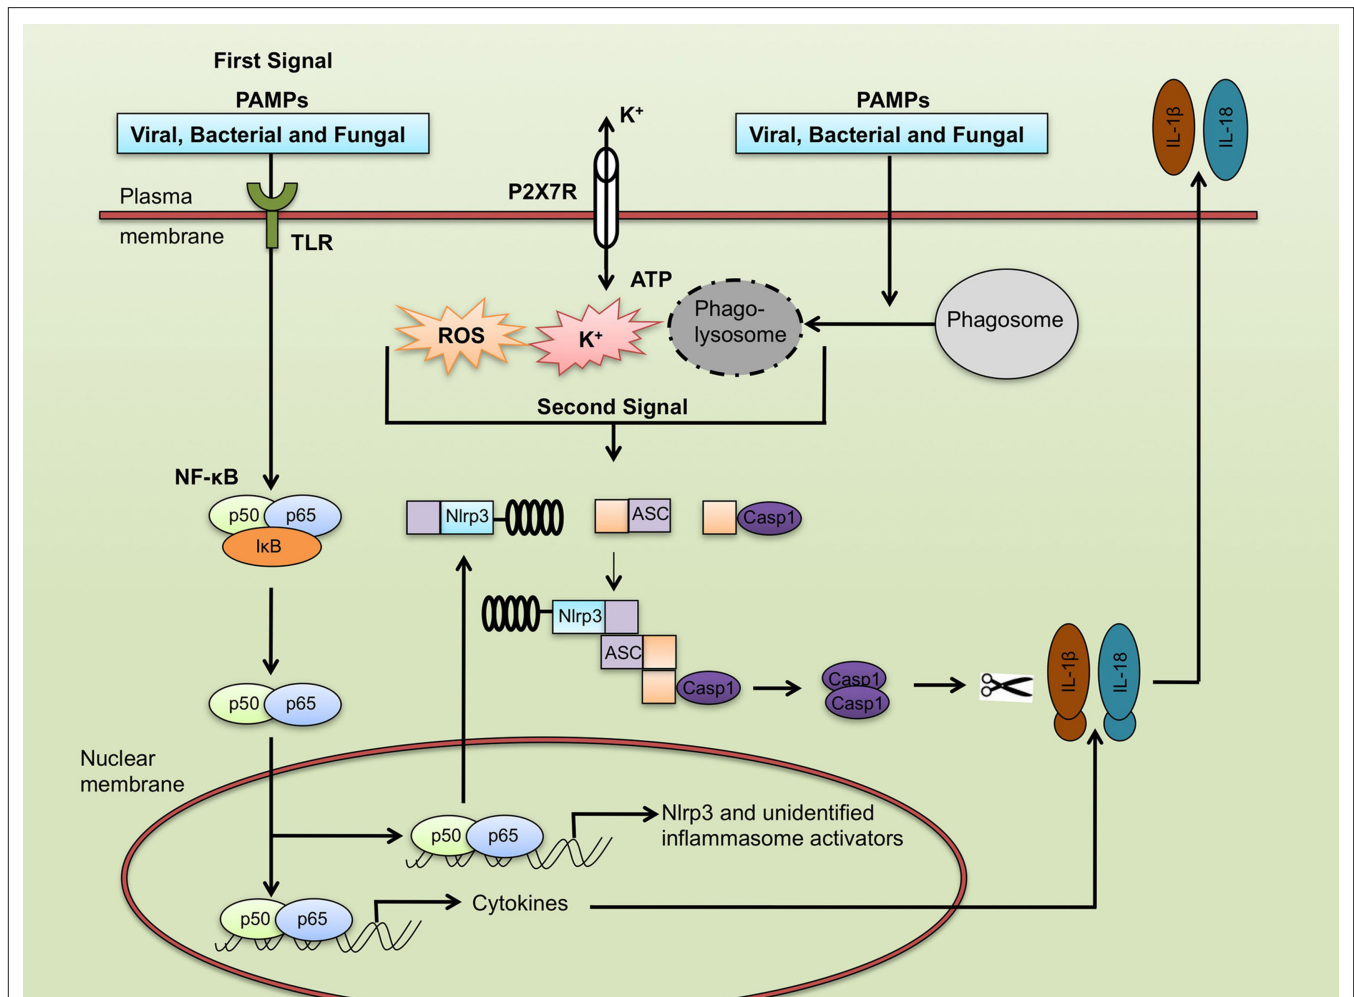 First Signal
PAMPs
Viral, Bacterial and Fungal
K⁺
PAMPs
Viral, Bacterial and Fungal
IL-1β
IL-18
Plasma
membrane
P2X7R
TLR
ATP
ROS
K⁺
Phago-
lysosome
Phagosome
Second Signal
NF-κB
p50
p65
IκB
Nlrp3
ASC
Casp1
Nlrp3
ASC
Casp1
Casp1
Casp1
IL-1β
IL-18
p50
p65
Nuclear
membrane
p50
p65
Nlrp3 and unidentified
inflammasome activators
p50
p65
Cytokines